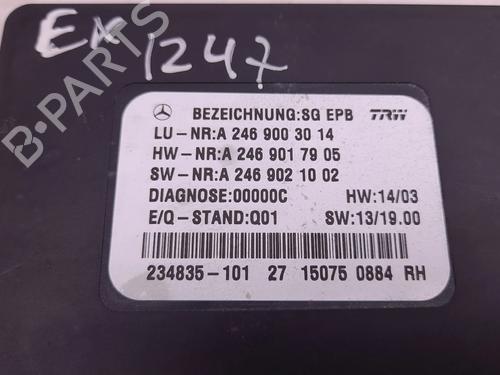 EK 1247
BEZEICHNUNG:SG EPB TRW
LU-NR:A 246 900 30 14
HW-NR:A 246 901 79 05
SW-NR:A 246 902 10 02
DIAGNOSE:00000C HW:14/03
E/Q-STAND:Q01 SW:13/19.00
234835-101 27 15075 0884 RH
B-PARTS